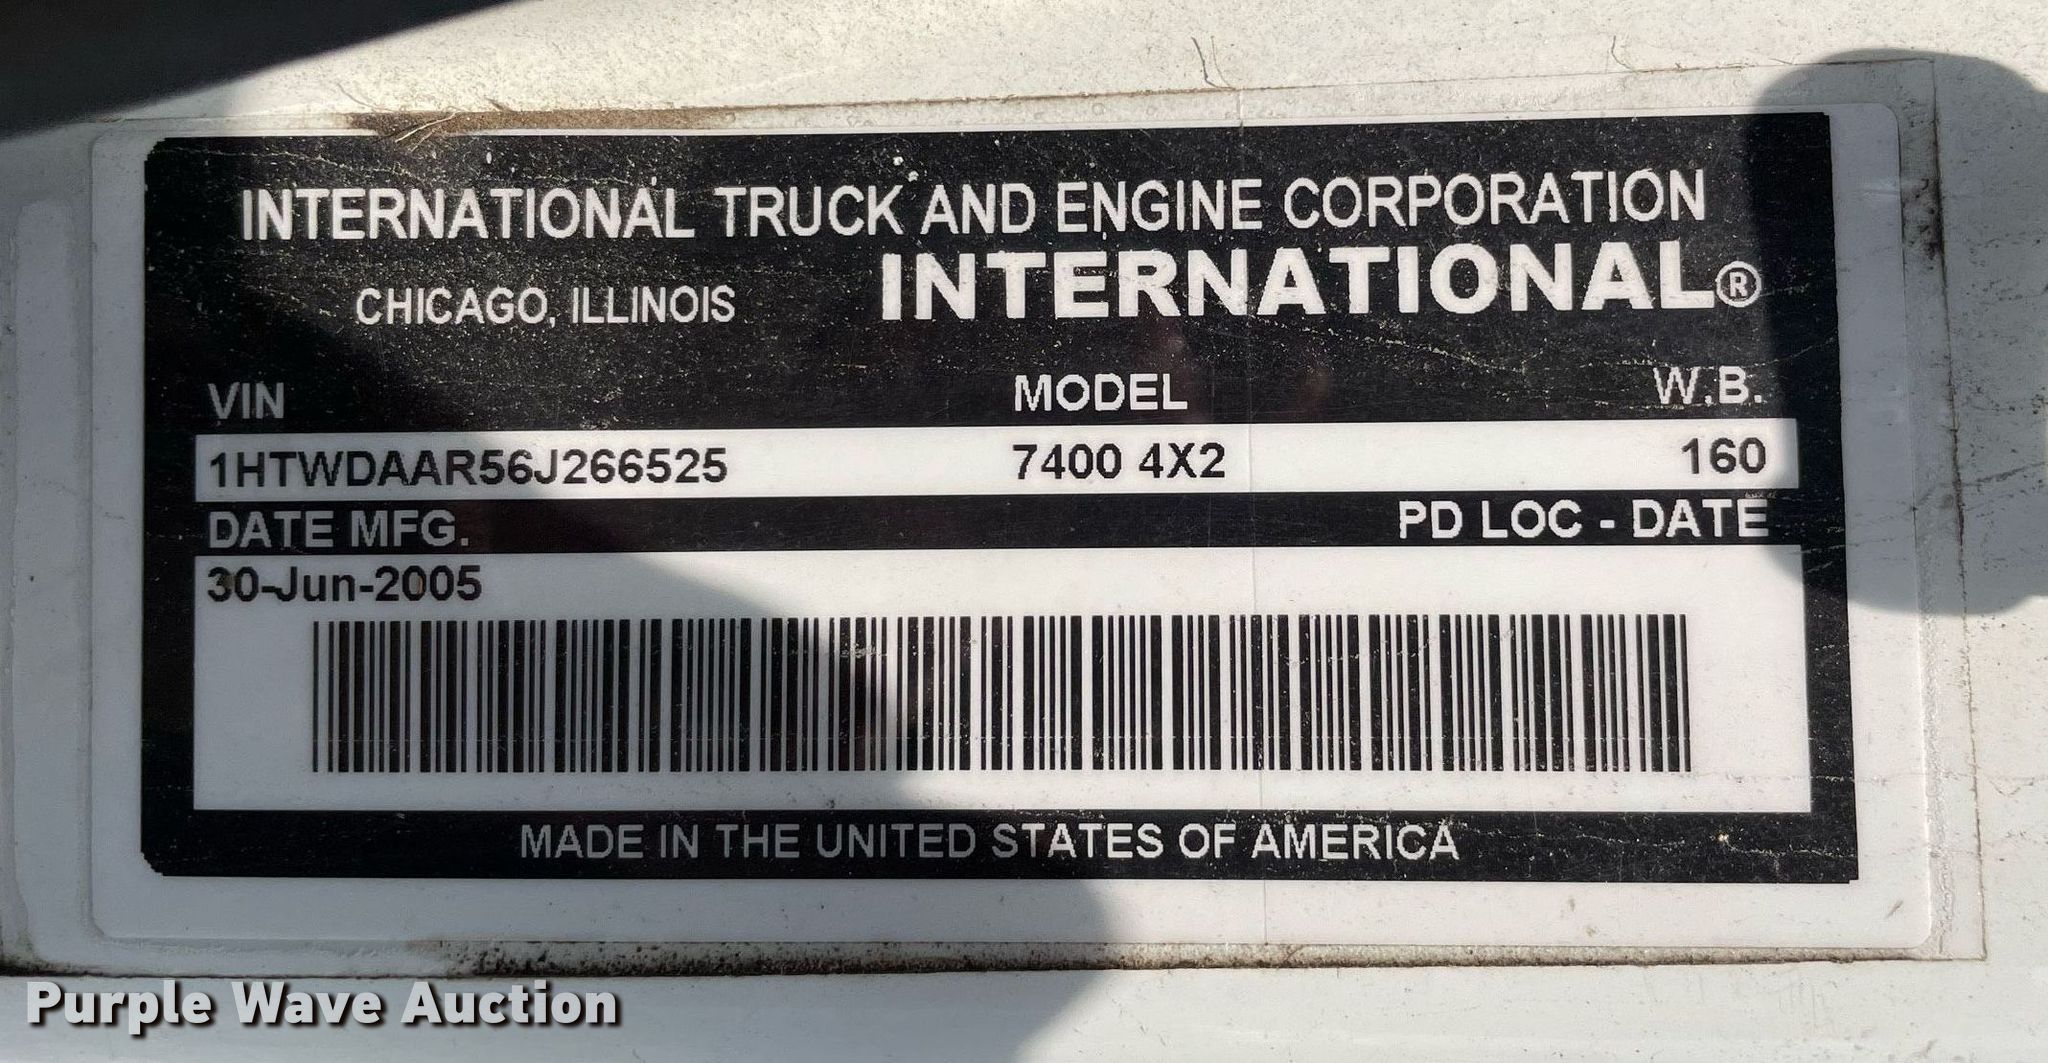 INTERNATIONAL TRUCK AND ENGINE CORPORATION
CHICAGO, ILLINOIS INTERNATIONAL®
VIN MODEL W.B.
1HTWDAAR56J266525 7400 4X2 160
DATE MFG. PD LOC - DATE
30-Jun-2005
MADE IN THE UNITED STATES OF AMERICA
Purple Wave Auction